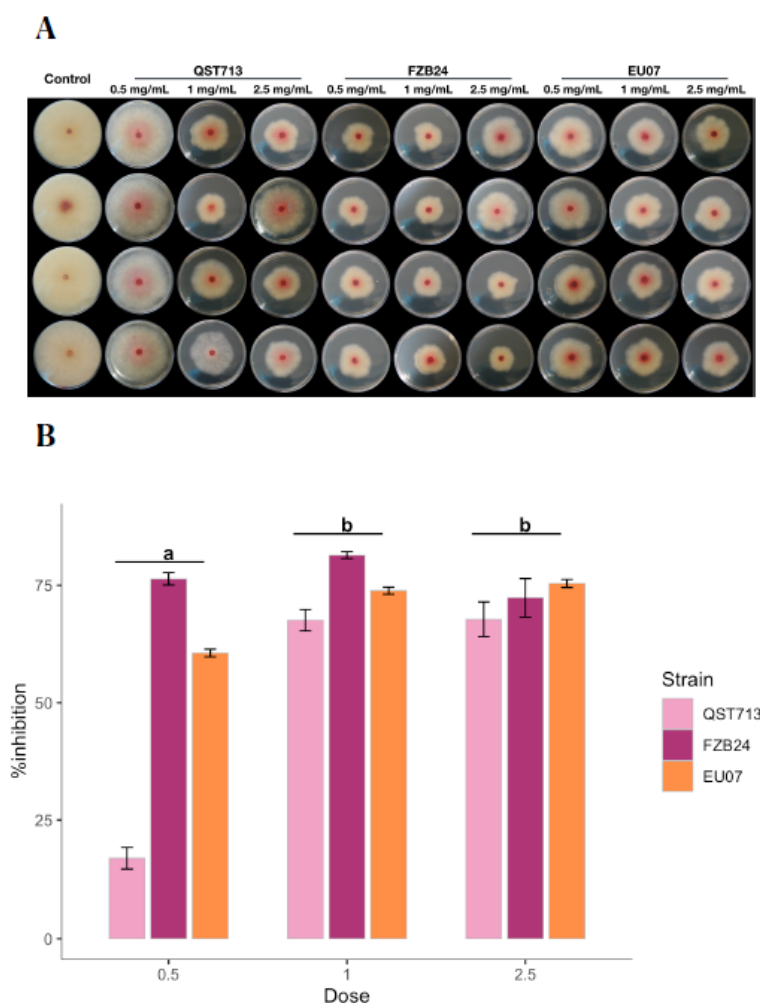 A
Control QST713 FZB24 EU07
0.5 mg/mL 1 mg/mL 2.5 mg/mL 0.5 mg/mL 1 mg/mL 2.5 mg/mL 0.5 mg/mL 1 mg/mL 2.5 mg/mL
B
a b b
75
50
25
0
%inhibition
0.5 1 2.5
Dose
Strain
QST713
FZB24
EU07